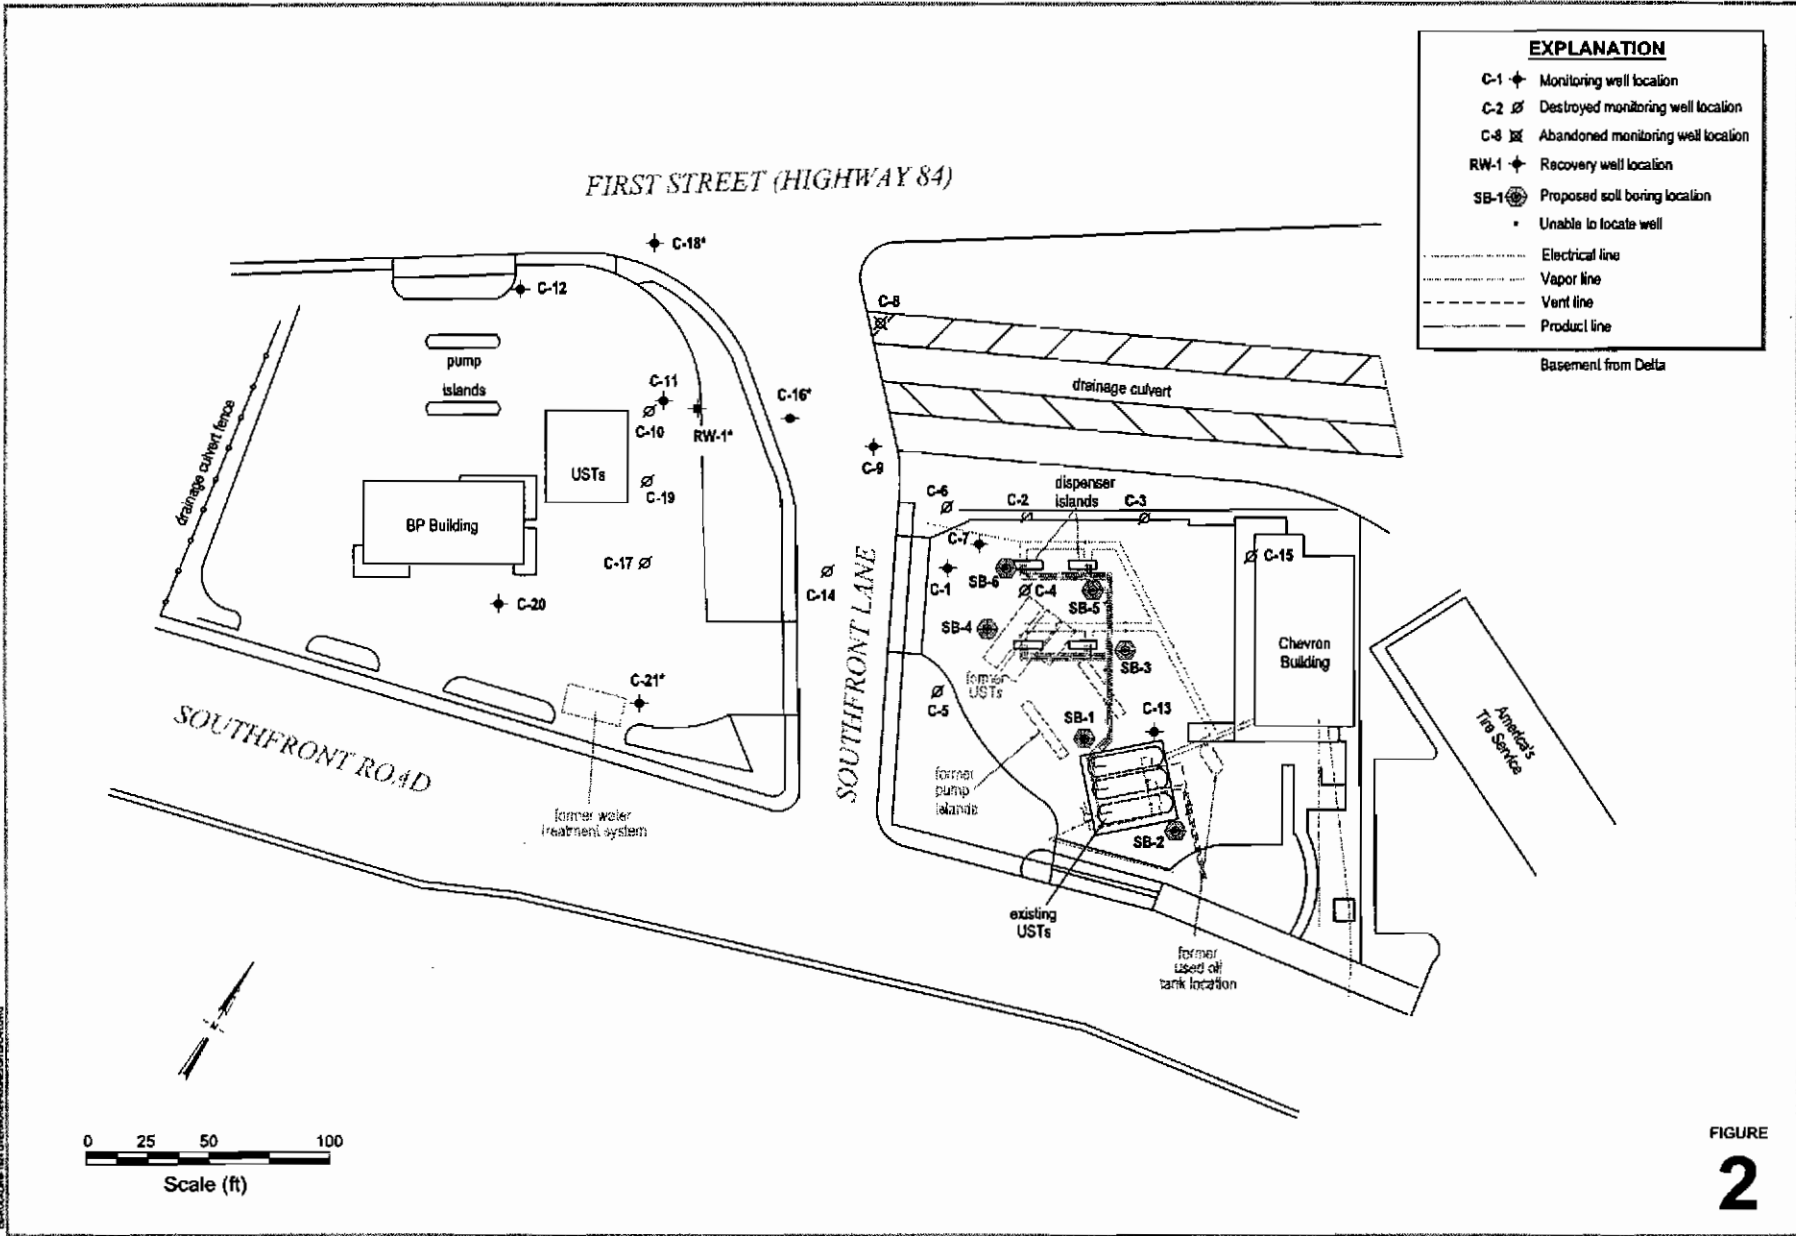 EXPLANATION
C-1 Monitoring well location
C-2 Destroyed monitoring well location
C-8 Abandoned monitoring well location
RW-1 Recovery well location
SB-1 Proposed soil boring location
* Unable to locate well
Electrical line
Vapor line
Vent line
Product line
Basement from Delta
FIRST STREET (HIGHWAY 84)
C-18*
C-12
C-8
pump
islands
C-11
C-10
RW-1*
C-16*
drainage culvert
drainage culvert fence
C-9
USTs
C-19
BP Building
C-6
C-2
dispenser
islands
C-3
C-7
C-15
C-17
C-14
C-1
SB-6
C-4
SB-5
C-20
SB-4
SB-3
Chevron
Building
former
USTs
C-21*
C-5
SB-1
C-13
America's
Tire Service
SOUTHFRONT LANE
SOUTHFRONT ROAD
former
pump
islands
former water
treatment system
SB-2
existing
USTs
former
used oil
tank location
N
0 25 50 100
Scale (ft)
FIGURE
2